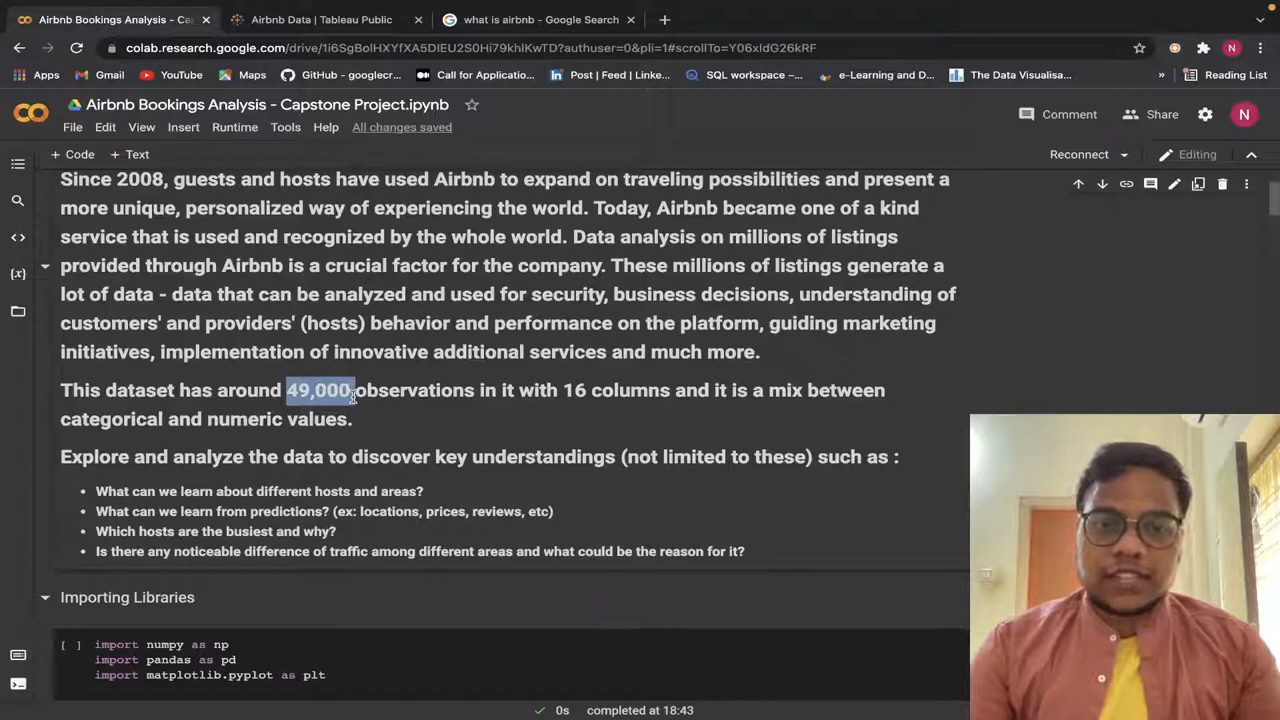 Airbnb Bookings Analysis - Ca
Airbnb Data | Tableau Public
what is airbnb - Google Search
colab.research.google.com/drive/1i6SgBolHXYfXA5DIEU2S0Hi79khlKwTD?authuser=0&pli=1#scrollTo=Y06xIdG26kRF
N
Apps
Gmail
YouTube
Maps
GitHub - googlecr...
Call for Applicatio...
Post | Feed | Linke...
SQL workspace –...
e-Learning and D...
The Data Visualisa...
»
Reading List
Airbnb Bookings Analysis - Capstone Project.ipynb
Comment
Share
N
File Edit View Insert Runtime Tools Help All changes saved
+ Code + Text
Reconnect
Editing
Since 2008, guests and hosts have used Airbnb to expand on traveling possibilities and present a
more unique, personalized way of experiencing the world. Today, Airbnb became one of a kind
service that is used and recognized by the whole world. Data analysis on millions of listings
provided through Airbnb is a crucial factor for the company. These millions of listings generate a
lot of data - data that can be analyzed and used for security, business decisions, understanding of
customers' and providers' (hosts) behavior and performance on the platform, guiding marketing
initiatives, implementation of innovative additional services and much more.
This dataset has around 49,000 observations in it with 16 columns and it is a mix between
categorical and numeric values.
Explore and analyze the data to discover key understandings (not limited to these) such as :
• What can we learn about different hosts and areas?
• What can we learn from predictions? (ex: locations, prices, reviews, etc)
• Which hosts are the busiest and why?
• Is there any noticeable difference of traffic among different areas and what could be the reason for it?
Importing Libraries
[ ] import numpy as np
import pandas as pd
import matplotlib.pyplot as plt
0s completed at 18:43